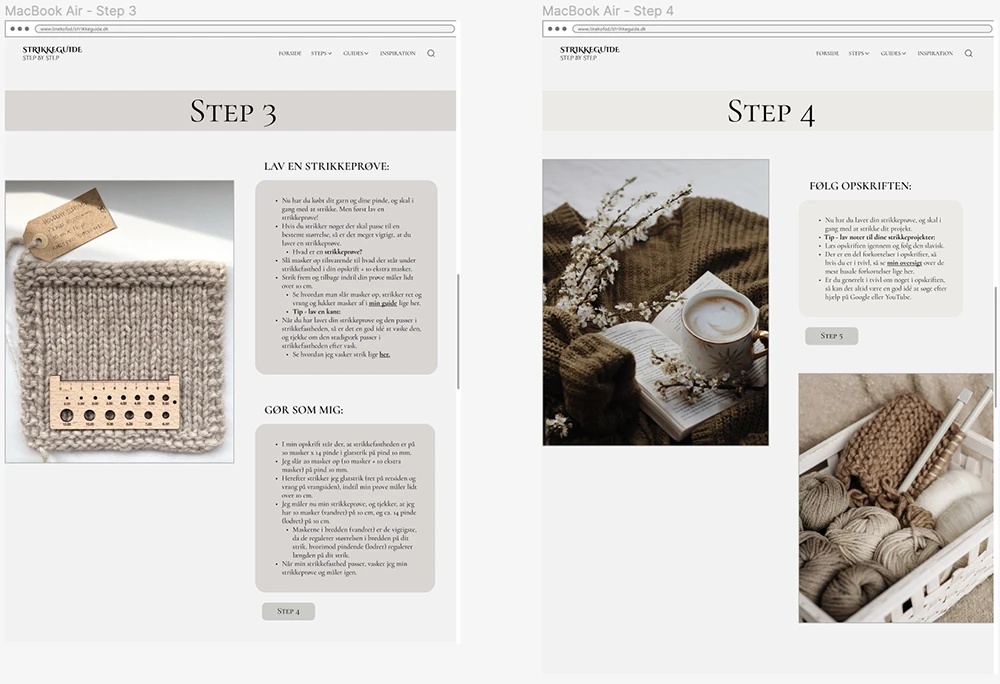 MacBook Air - Step 3
www.linekofod/strikkeguide.dk
STRIKKEGUIDE
STEP BY STEP
FORSIDE STEPS GUIDES INSPIRATION
STEP 3
LAV EN STRIKKEPRØVE:
• Nu har du købt dit garn og dine pinde, og skal i
gang med at strikke. Men først lav en
strikkeprøve!
• Hvis du strikker noget der skal passe til en
bestemt størrelse, så er det meget vigtigt, at du
laver en strikkeprøve.
• Hvad er en strikkeprøve?
• Slå masker op tilsvarende til hvad der står under
strikkefasthed i din opskrift + 10 ekstra masker.
• Strik frem og tilbage indtil din prøve måler lidt
over 10 cm.
• Se hvordan man slår masker op, strikker ret og
vrang og lukker masker af i min guide lige her.
• Tip - lav en kant:
• Når du har lavet din strikkeprøve og den passer i
strikkefastheden, så er det en god idé at vaske den,
og tjekke om den stadigvæk passer i
strikkefastheden efter vask.
• Se hvordan jeg vasker strik lige her.
GØR SOM MIG:
• I min opskrift står der, at strikkefastheden er på
10 masker x 14 pinde i glatstrik på pind 10 mm.
• Jeg slår 20 masker op (10 masker + 10 ekstra
masker) på pind 10 mm.
• Herefter strikker jeg glatstrik (ret på retsiden og
vrang på vrangsiden), indtil min prøve måler lidt
over 10 cm.
• Jeg måler nu min strikkeprøve, og tjekker, at jeg
har 10 masker (vandret) på 10 cm, og ca. 14 pinde
(lodret) på 10 cm.
• Maskerne i bredden (vandret) er de vigtigste,
da de regulerer størrelsen i bredden på dit
strik, hvorimod pindende (lodret) regulerer
længden på dit strik.
• Når min strikkefasthed passer, vasker jeg min
strikkeprøve og måler igen.
STEP 4
MacBook Air - Step 4
www.linekofod/strikkeguide.dk
STRIKKEGUIDE
STEP BY STEP
FORSIDE STEPS GUIDES INSPIRATION
STEP 4
FØLG OPSKRIFTEN:
• Nu har du lavet din strikkeprøve, og skal i
gang med at strikke dit projekt.
• Tip - lav noter til dine strikkeprojekter:
• Læs opskriften igennem og følg den slavisk.
• Der er en del forkortelser i opskrifter, så
hvis du er i tvivl, så se min oversigt over de
mest basale forkortelser lige her.
• Er du generelt i tvivl om noget i opskriften,
så kan det altid være en god idé at søge efter
hjælp på Google eller YouTube.
STEP 5